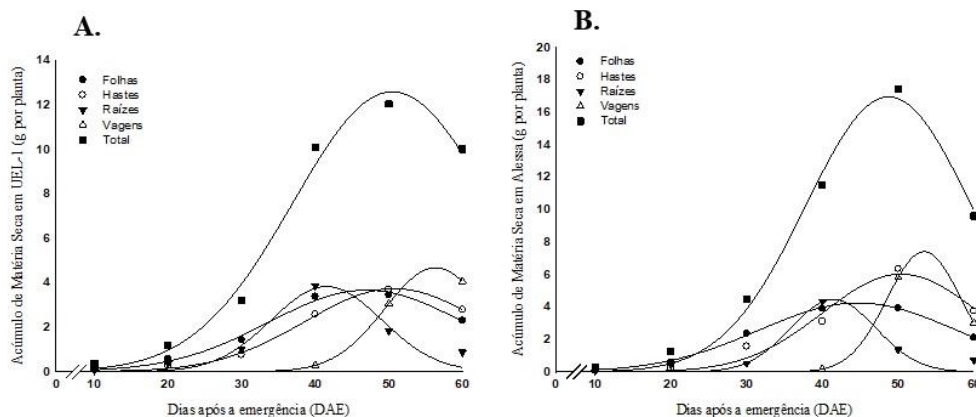 A.
Acúmulo de Matéria Seca em UEL-1 (g por planta)
14
12
10
8
6
4
2
0
Folhas
Hastes
Raízes
Vagens
Total
0 10 20 30 40 50 60
Dias após a emergência (DAE)
B.
Acúmulo de Matéria Seca em Alessa (g por planta)
20
18
16
14
12
10
8
6
4
2
0
Folhas
Hastes
Raízes
Vagens
Total
0 10 20 30 40 50 60
Dias após a emergência (DAE)